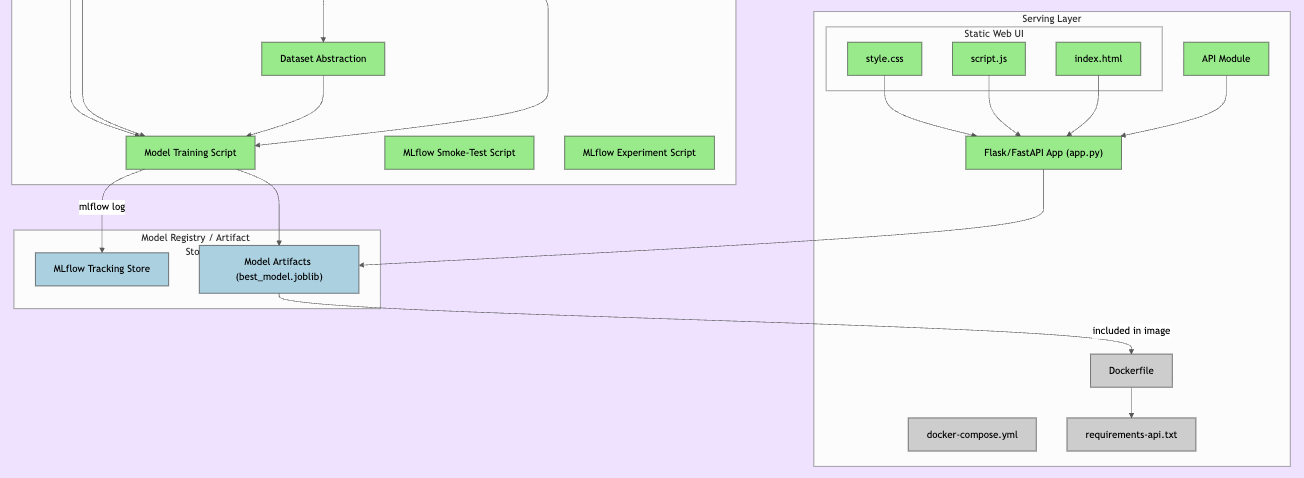 Serving Layer
Static Web UI
style.css
script.js
index.html
API Module
Dataset Abstraction
Model Training Script
MLflow Smoke-Test Script
MLflow Experiment Script
Flask/FastAPI App (app.py)
mlflow log
Model Registry / Artifact
Sto
MLflow Tracking Store
Model Artifacts
(best_model.joblib)
included in image
Dockerfile
docker-compose.yml
requirements-api.txt